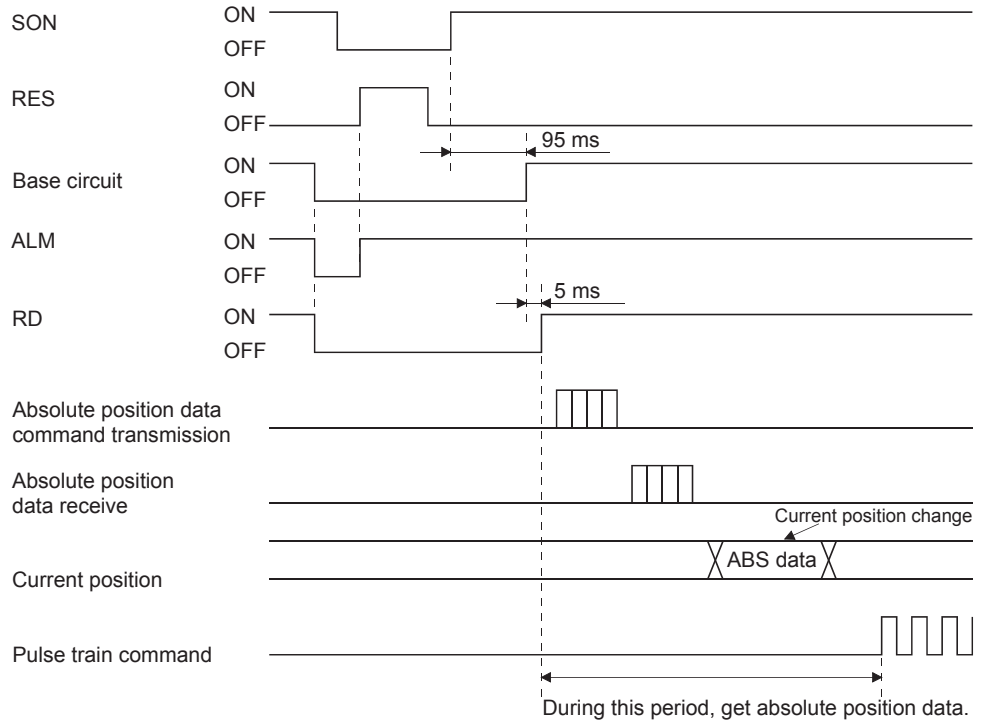 SON
ON
OFF
RES
ON
OFF
95 ms
Base circuit
ON
OFF
ALM
ON
OFF
5 ms
RD
ON
OFF
Absolute position data
command transmission
Absolute position
data receive
Current position change
ABS data
Current position
Pulse train command
During this period, get absolute position data.